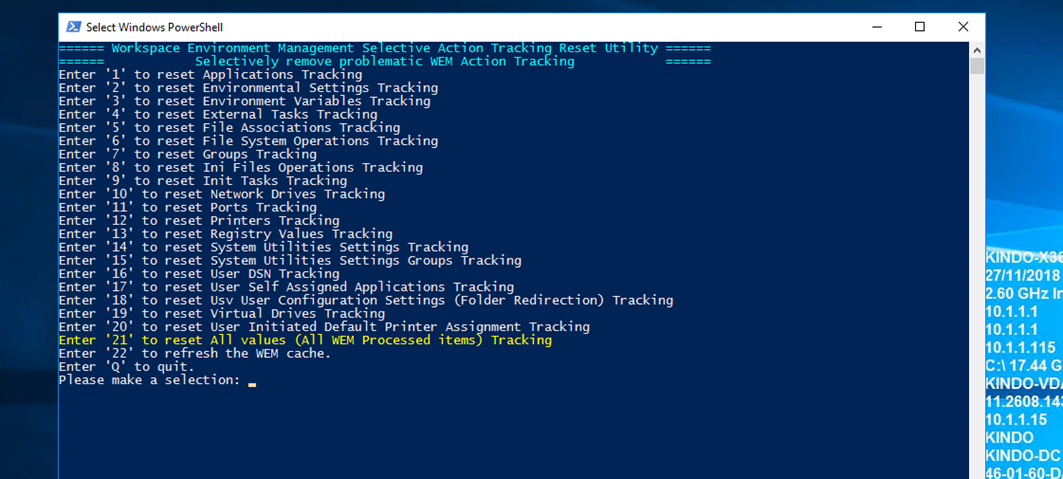 Select Windows PowerShell
====== Workspace Environment Management Selective Action Tracking Reset Utility ======
====== Selectively remove problematic WEM Action Tracking ======
Enter '1' to reset Applications Tracking
Enter '2' to reset Environmental Settings Tracking
Enter '3' to reset Environment Variables Tracking
Enter '4' to reset External Tasks Tracking
Enter '5' to reset File Associations Tracking
Enter '6' to reset File System Operations Tracking
Enter '7' to reset Groups Tracking
Enter '8' to reset Ini Files Operations Tracking
Enter '9' to reset Init Tasks Tracking
Enter '10' to reset Network Drives Tracking
Enter '11' to reset Ports Tracking
Enter '12' to reset Printers Tracking
Enter '13' to reset Registry Values Tracking
Enter '14' to reset System Utilities Settings Tracking
Enter '15' to reset System Utilities Settings Groups Tracking
Enter '16' to reset User DSN Tracking
Enter '17' to reset User Self Assigned Applications Tracking
Enter '18' to reset Usv User Configuration Settings (Folder Redirection) Tracking
Enter '19' to reset Virtual Drives Tracking
Enter '20' to reset User Initiated Default Printer Assignment Tracking
Enter '21' to reset All values (All WEM Processed items) Tracking
Enter '22' to refresh the WEM cache.
Enter 'Q' to quit.
Please make a selection:
KINDO-X36
27/11/2018
2.60 GHz In
10.1.1.1
10.1.1.1
10.1.1.115
C:\ 17.44 G
KINDO-VDA
11.2608.143
10.1.1.15
KINDO
KINDO-DC
46-01-60-D